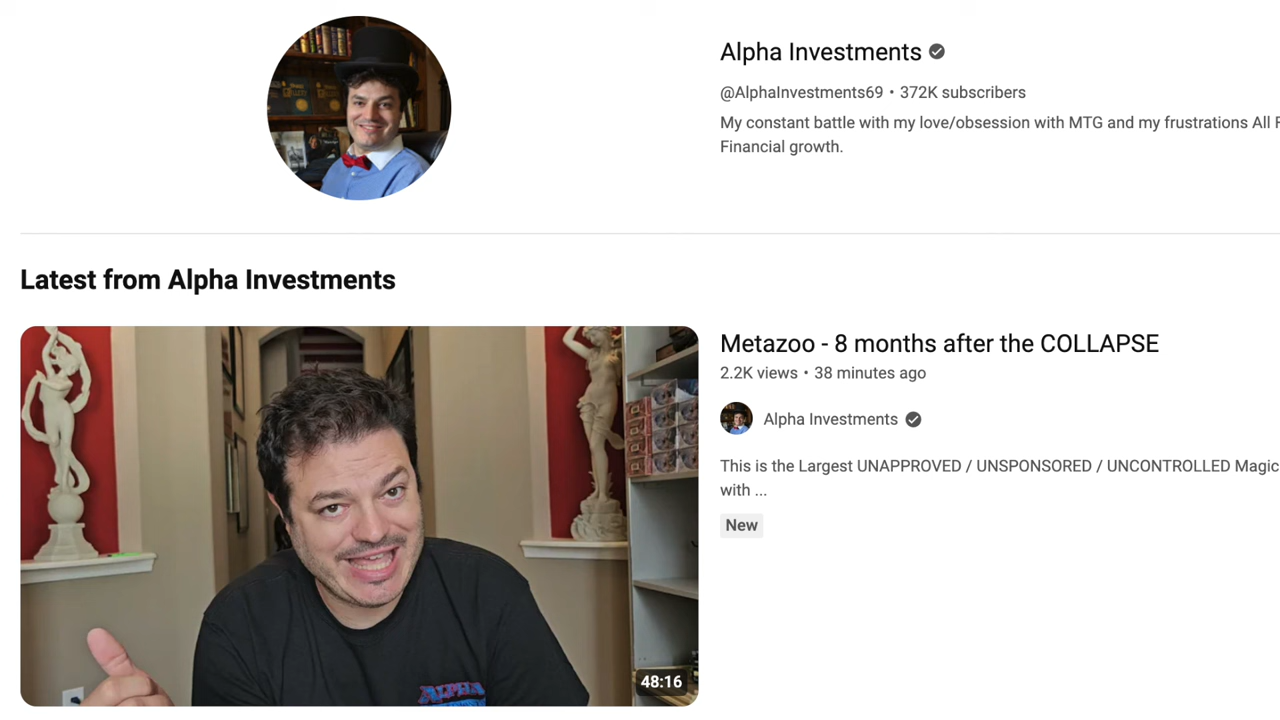 Alpha Investments
@AlphaInvestments69 • 372K subscribers
My constant battle with my love/obsession with MTG and my frustrations All
Financial growth.
Latest from Alpha Investments
Metazoo - 8 months after the COLLAPSE
2.2K views • 38 minutes ago
Alpha Investments
This is the Largest UNAPPROVED / UNSPONSORED / UNCONTROLLED Magic
with ...
New
ALPHA
48:16